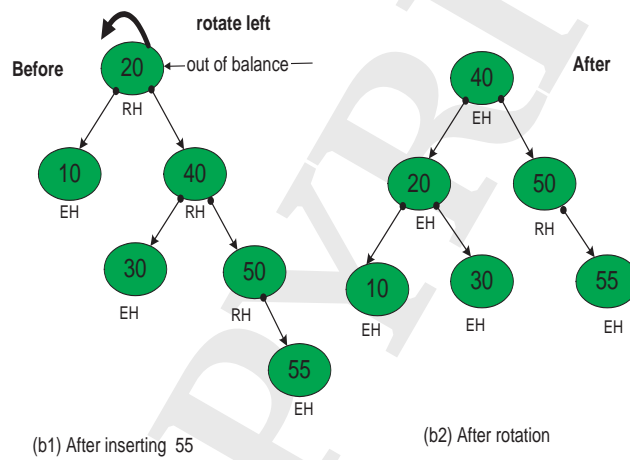 rotate left
Before
After
20
out of balance
RH
40
EH
10
EH
40
RH
20
EH
50
RH
30
EH
50
RH
10
EH
30
EH
55
EH
55
EH
(b1) After inserting 55
(b2) After rotation